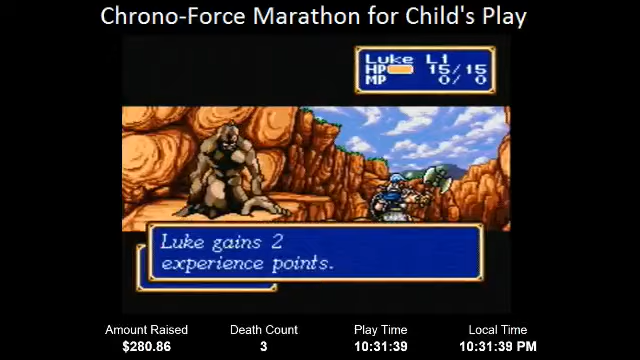 Chrono-Force Marathon for Child's Play
Luke L1
HP 15/15
MP 0/ 0
Luke gains 2
experience points.
Amount Raised Death Count Play Time Local Time
$280.86 3 10:31:39 10:31:39 PM